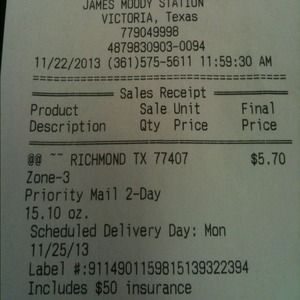 JAMES MOODY STATION
VICTORIA, Texas
779049998
4879830903-0094
11/22/2013 (361)575-5611 11:59:30 AM
Sales Receipt
Product Sale Unit Final
Description Qty Price Price
@@ ~~ RICHMOND TX 77407 $5.70
Zone-3
Priority Mail 2-Day
15.10 oz.
Scheduled Delivery Day: Mon
11/25/13
Label #:9114901159815139322394
Includes $50 insurance